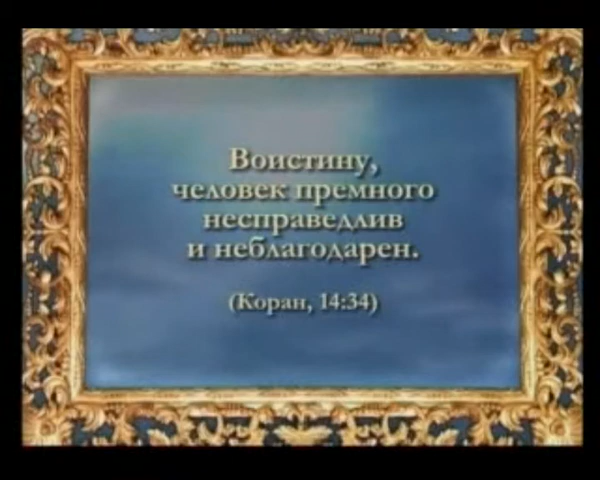 Воистину,
человек премного
несправедлив
и неблагодарен.
(Коран, 14:34)